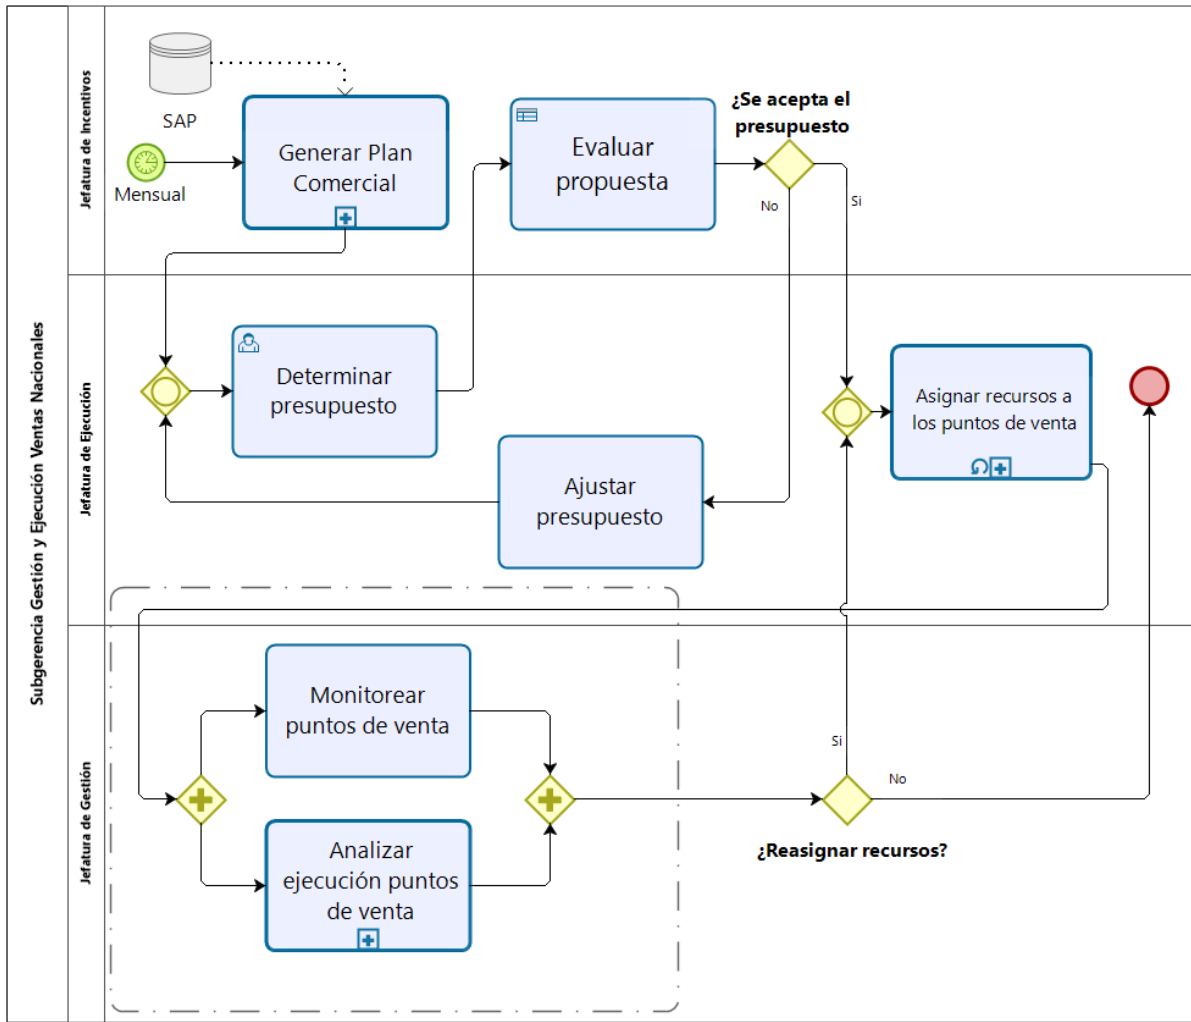 Subgerencia Gestión y Ejecución Ventas Nacionales
Jefatura de Incentivos
SAP
Mensual
Generar Plan
Comercial
Evaluar
propuesta
¿Se acepta el
presupuesto
No
Si
Jefatura de Ejecución
Determinar
presupuesto
Ajustar
presupuesto
Asignar recursos a
los puntos de venta
Jefatura de Gestión
Monitorear
puntos de venta
Analizar
ejecución puntos
de venta
Si
No
¿Reasignar recursos?